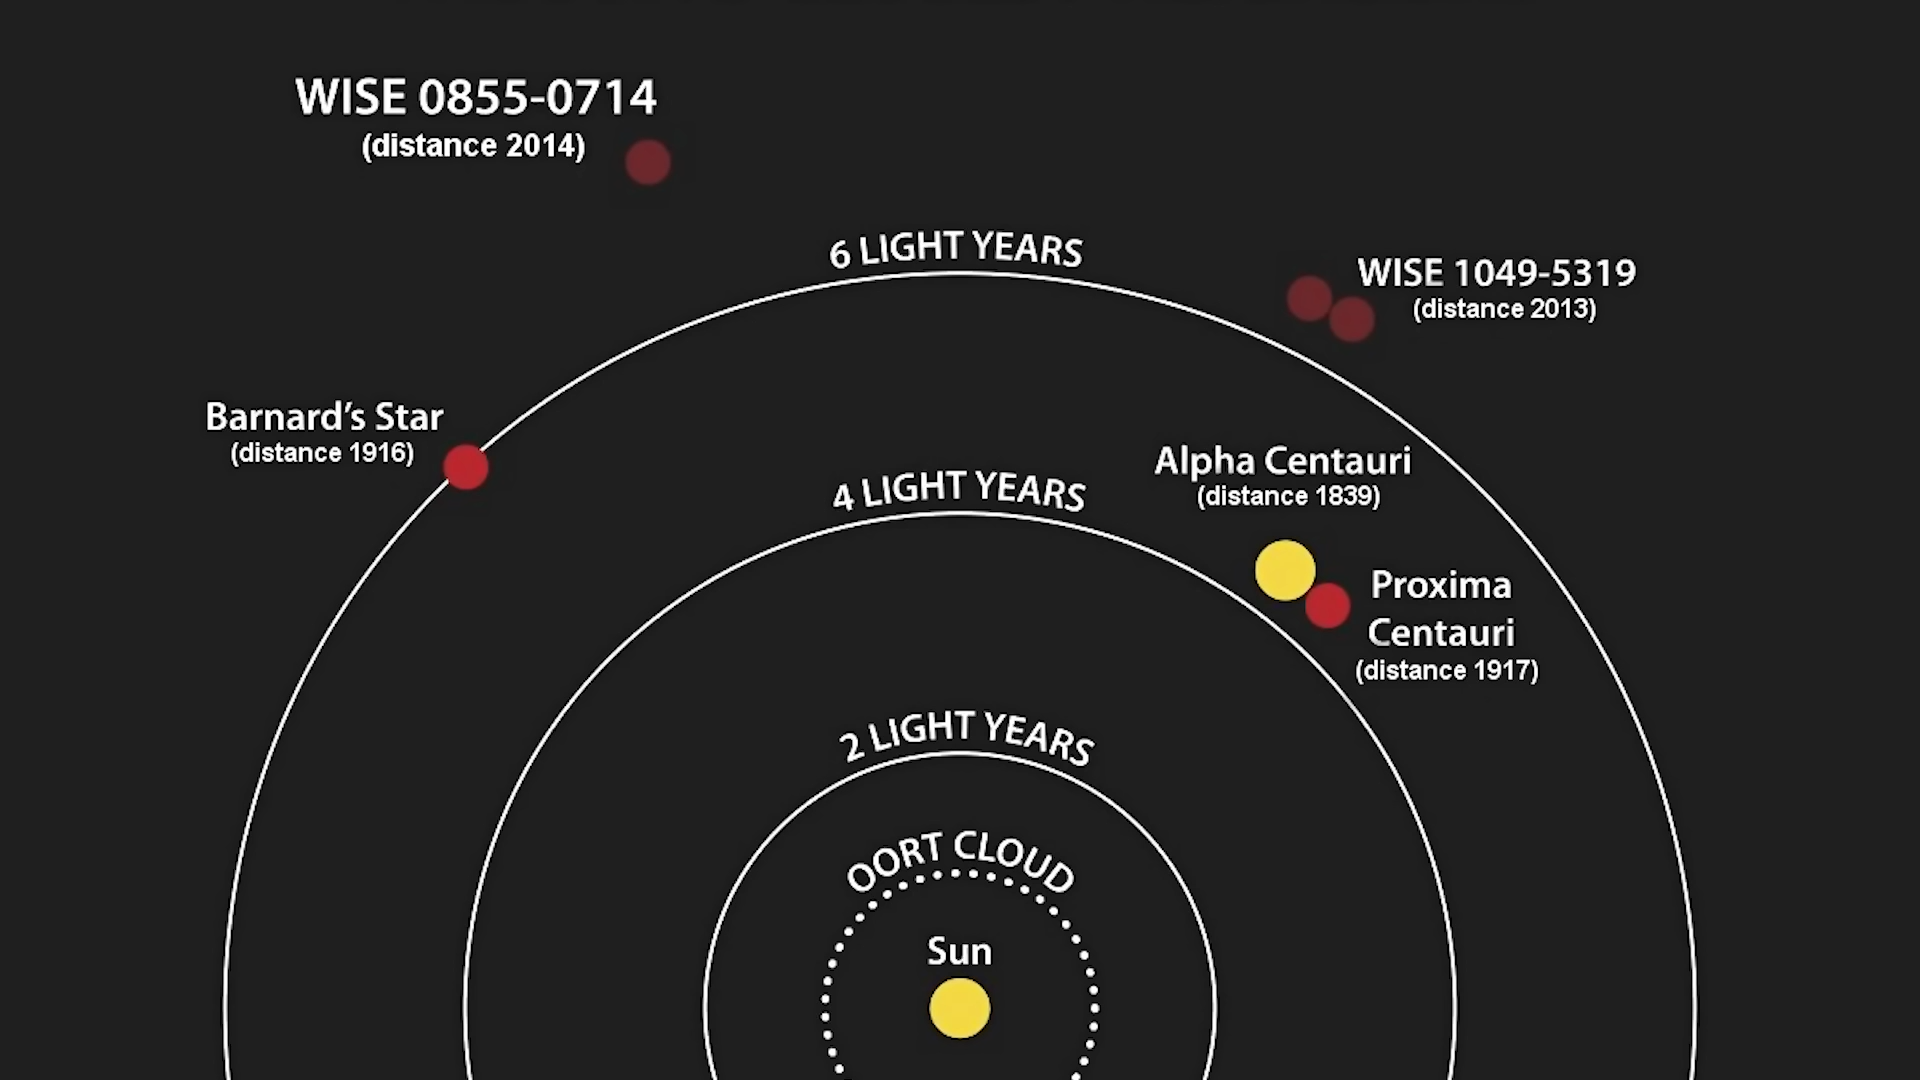 WISE 0855-0714
(distance 2014)
6 LIGHT YEARS
WISE 1049-5319
(distance 2013)
Barnard's Star
(distance 1916)
Alpha Centauri
(distance 1839)
4 LIGHT YEARS
Proxima
Centauri
(distance 1917)
2 LIGHT YEARS
OORT CLOUD
Sun